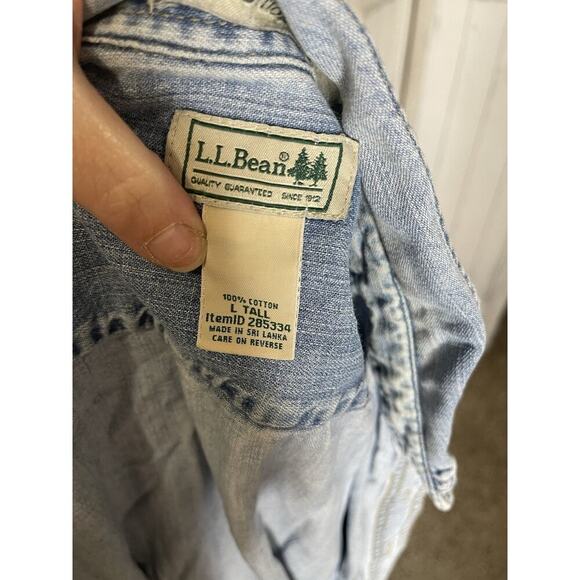 L.L.Bean®
QUALITY GUARANTEED SINCE 1912
100% COTTON
L TALL
ItemID 285334
MADE IN SRI LANKA
CARE ON REVERSE